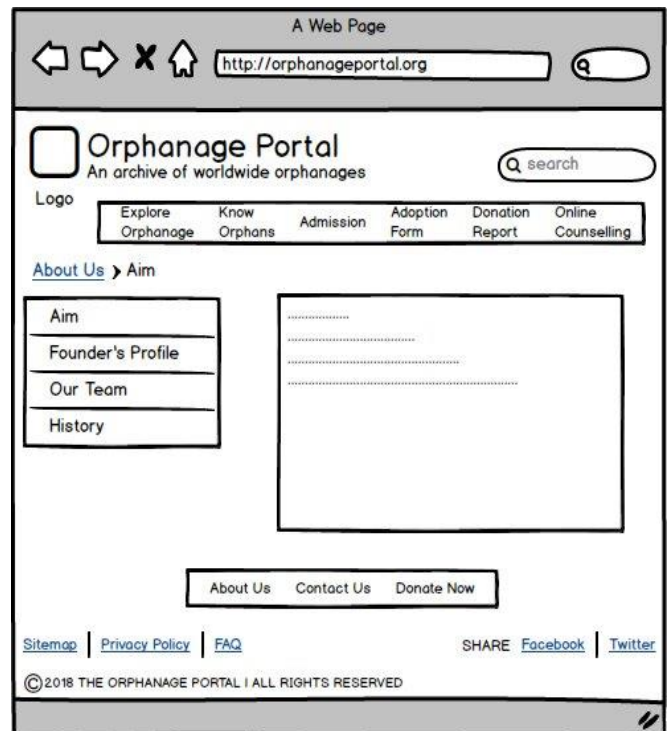 A Web Page
http://orphanageportal.org
Orphanage Portal
An archive of worldwide orphanages
search
Logo
Explore Orphanage Know Orphans Admission Adoption Form Donation Report Online Counselling
About Us ❯ Aim
Aim
Founder's Profile
Our Team
History
About Us Contact Us Donate Now
Sitemap Privacy Policy FAQ SHARE Facebook Twitter
©2018 THE ORPHANAGE PORTAL | ALL RIGHTS RESERVED